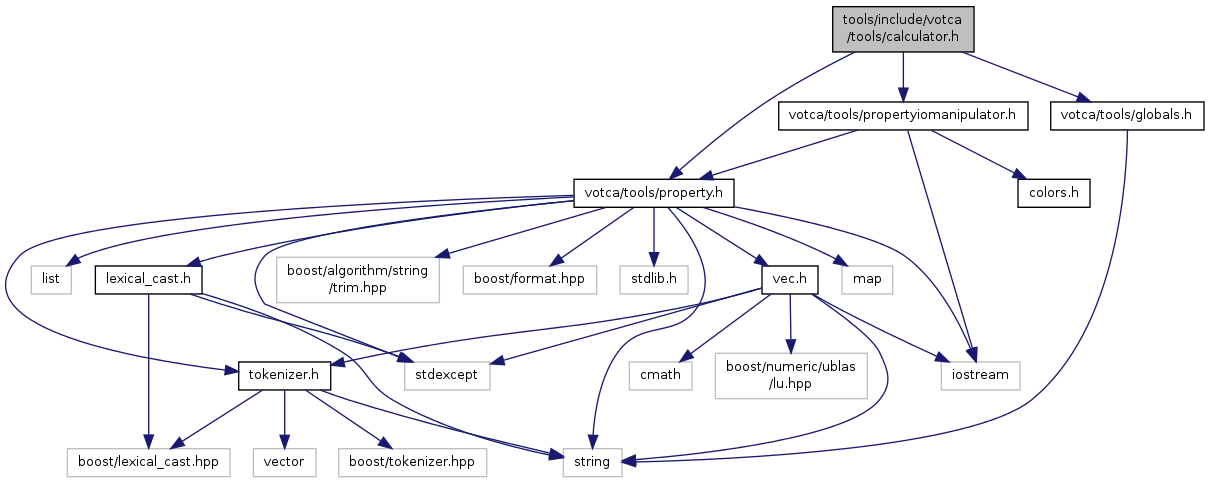 tools/include/votca
/tools/calculator.h
votca/tools/propertyiomanipulator.h
votca/tools/globals.h
votca/tools/property.h
colors.h
list
lexical_cast.h
boost/algorithm/string
/trim.hpp
boost/format.hpp
stdlib.h
vec.h
map
tokenizer.h
stdexcept
cmath
boost/numeric/ublas
/lu.hpp
iostream
boost/lexical_cast.hpp
vector
boost/tokenizer.hpp
string